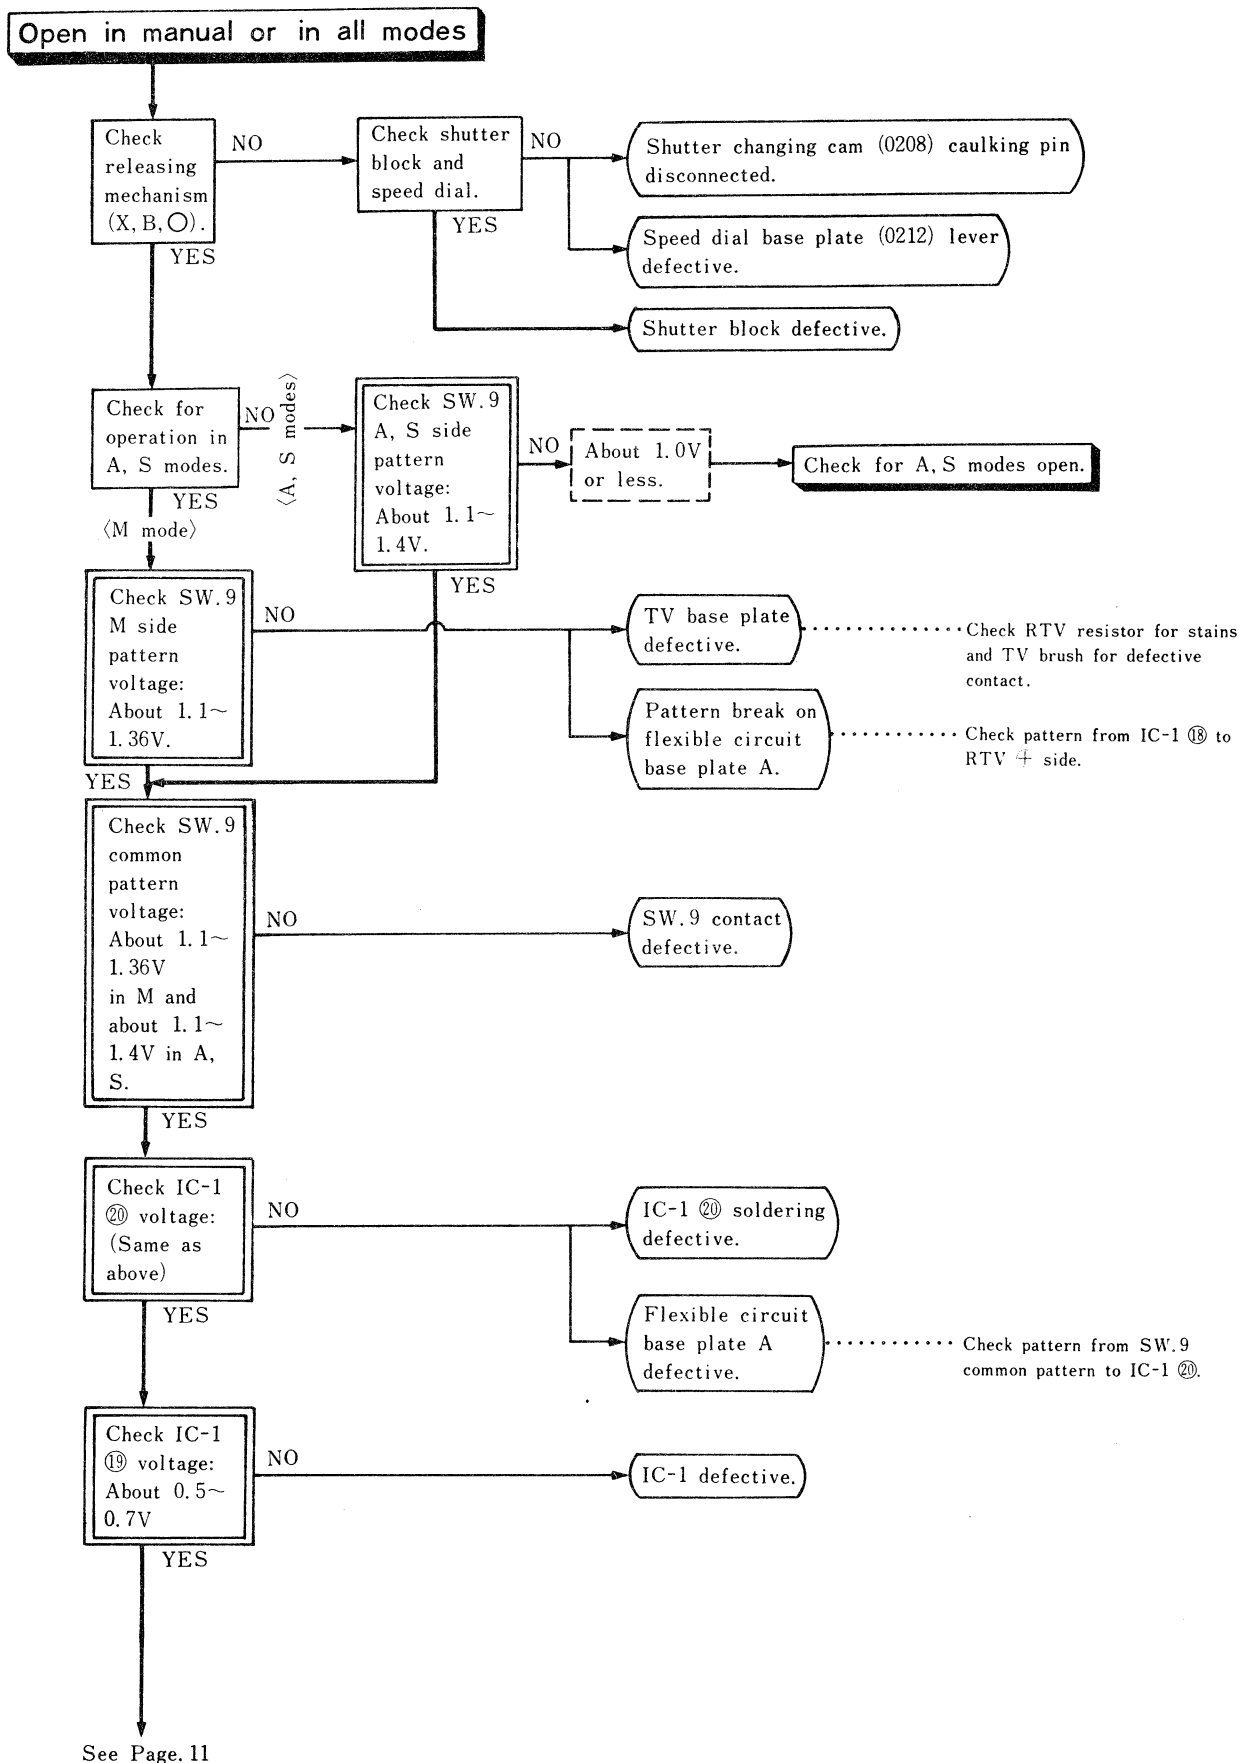 Open in manual or in all modes
Check
releasing
mechanism
(X, B, ○).
NO
YES
Check shutter
block and
speed dial.
NO
YES
Shutter changing cam (0208) caulking pin
disconnected.
Speed dial base plate (0212) lever
defective.
Shutter block defective.
Check for
operation in
A, S modes.
NO
〈A, S modes〉
YES
〈M mode〉
Check SW.9
A, S side
pattern
voltage:
About 1.1~
1.4V.
NO
YES
About 1.0V
or less.
Check for A, S modes open.
Check SW.9
M side
pattern
voltage:
About 1.1~
1.36V.
NO
YES
TV base plate
defective.
Check RTV resistor for stains
and TV brush for defective
contact.
Pattern break on
flexible circuit
base plate A.
Check pattern from IC-1 ⑱ to
RTV + side.
Check SW.9
common
pattern
voltage:
About 1.1~
1.36V
in M and
about 1.1~
1.4V in A,
S.
NO
YES
SW.9 contact
defective.
Check IC-1
⑳ voltage:
(Same as
above)
NO
YES
IC-1 ⑳ soldering
defective.
Flexible circuit
base plate A
defective.
Check pattern from SW.9
common pattern to IC-1 ⑳.
Check IC-1
⑲ voltage:
About 0.5~
0.7V
NO
YES
IC-1 defective.
See Page. 11